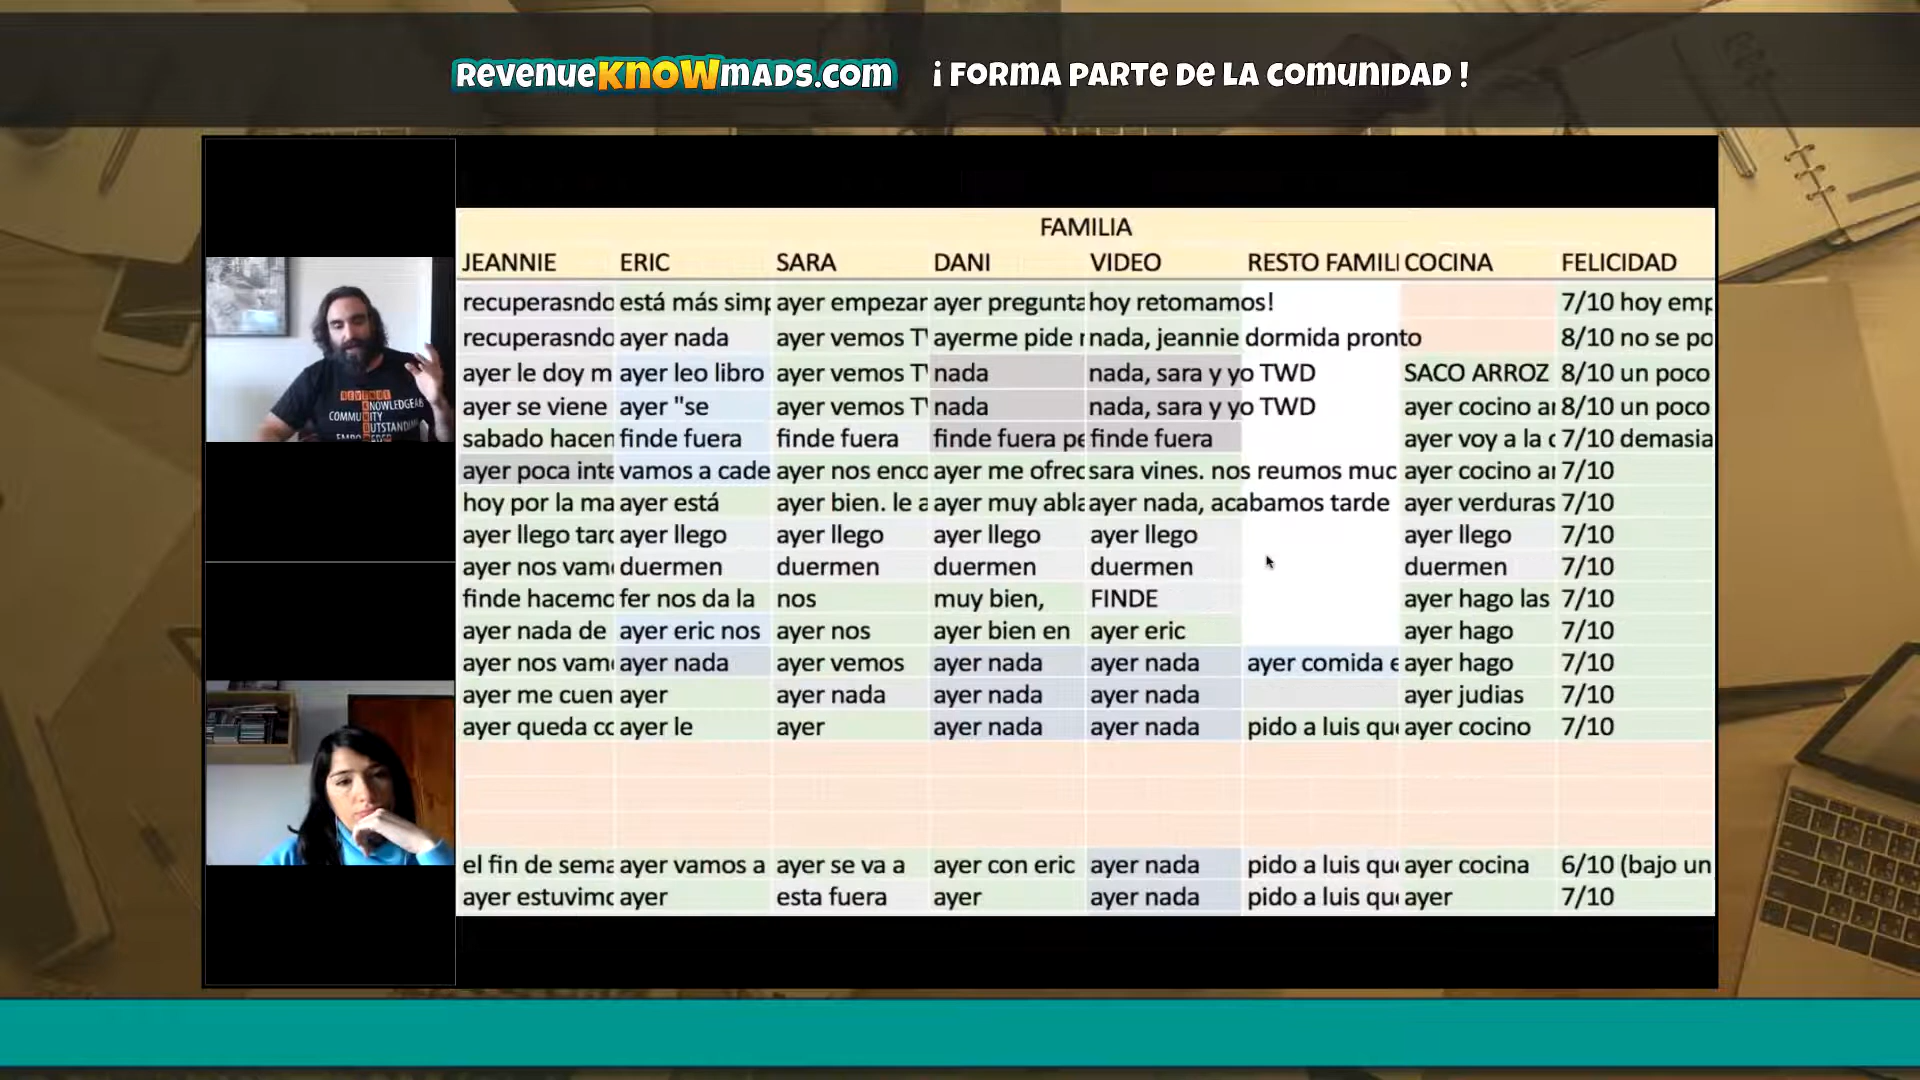 RevenueKNOWmads.com ¡ FORMA PARTE DE LA COMUNIDAD !
FAMILIA
JEANNIE ERIC SARA DANI VIDEO RESTO FAMILI COCINA FELICIDAD
recuperasndo está más simp ayer empezar ayer pregunta hoy retomamos! 7/10 hoy emp
recuperasndo ayer nada ayer vemos T ayerme pide nada, jeannie dormida pronto 8/10 no se po
ayer le doy m ayer leo libro ayer vemos T nada nada, sara y yo TWD SACO ARROZ 8/10 un poco
ayer se viene ayer "se ayer vemos T nada nada, sara y yo TWD ayer cocino ar 8/10 un poco
sabado hacen finde fuera finde fuera finde fuera pe finde fuera ayer voy a la c 7/10 demasia
ayer poca inte vamos a cade ayer nos enco ayer me ofrec sara vines. nos reumos muc ayer cocino ar 7/10
hoy por la ma ayer está ayer bien. le a ayer muy abla ayer nada, acabamos tarde ayer verduras 7/10
ayer llego tard ayer llego ayer llego ayer llego ayer llego ayer llego 7/10
ayer nos vam duermen duermen duermen duermen duermen 7/10
finde hacemo fer nos da la nos muy bien, FINDE ayer hago las 7/10
ayer nada de ayer eric nos ayer nos ayer bien en ayer eric ayer hago 7/10
ayer nos vam ayer nada ayer vemos ayer nada ayer nada ayer comida e ayer hago 7/10
ayer me cuen ayer ayer nada ayer nada ayer nada ayer judias 7/10
ayer queda co ayer le ayer ayer nada ayer nada pido a luis que ayer cocino 7/10
el fin de sema ayer vamos a ayer se va a ayer con eric ayer nada pido a luis que ayer cocina 6/10 (bajo un
ayer estuvimo ayer esta fuera ayer ayer nada pido a luis que ayer 7/10
KNOWLEDGEAB
COMMU
OUTSTANDIN